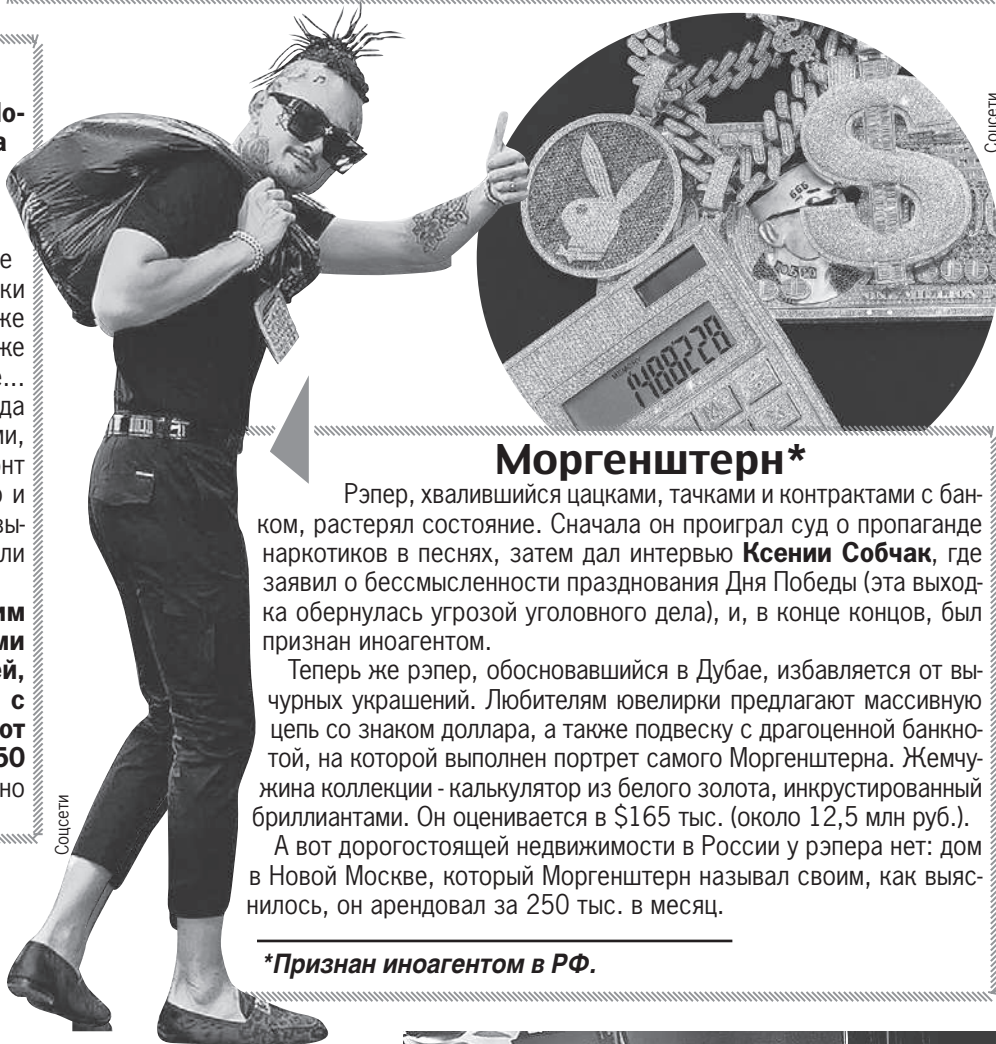 Моргенштерн*
Рэпер, хвалившийся цацками, тачками и контрактами с бан-
ком, растерял состояние. Сначала он проиграл суд о пропаганде
наркотиков в песнях, затем дал интервью Ксении Собчак, где
заявил о бессмысленности празднования Дня Победы (эта выход-
ка обернулась угрозой уголовного дела), и, в конце концов, был
признан иноагентом.
Теперь же рэпер, обосновавшийся в Дубае, избавляется от вы-
чурных украшений. Любителям ювелирки предлагают массивную
цепь со знаком доллара, а также подвеску с драгоценной банкно-
той, на которой выполнен портрет самого Моргенштерна. Жемчу-
жина коллекции - калькулятор из белого золота, инкрустированный
бриллиантами. Он оценивается в $165 тыс. (около 12,5 млн руб.).
А вот дорогостоящей недвижимости в России у рэпера нет: дом
в Новой Москве, который Моргенштерн называл своим, как выяс-
нилось, он арендовал за 250 тыс. в месяц.
*Признан иноагентом в РФ.
Соцсети
Соцсети
1488228
666